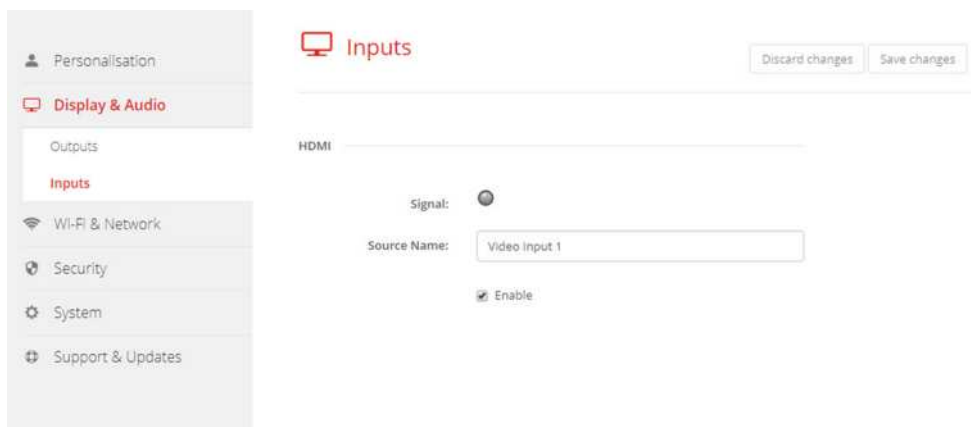 Personalisation
Display & Audio
Outputs
Inputs
Wi-Fi & Network
Security
System
Support & Updates
Inputs
Discard changes
Save changes
HDMI
Signal:
Source Name:
Video Input 1
Enable